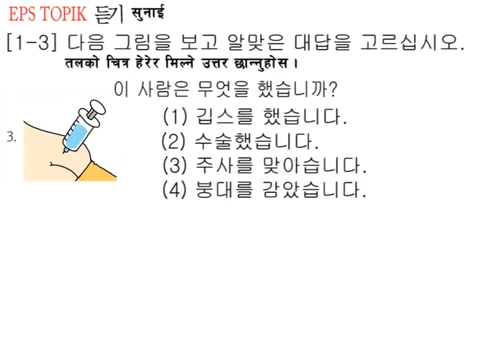 EPS TOPIK 듣기 सुनाई
[1-3] 다음 그림을 보고 알맞은 대답을 고르십시오.
तलको चित्र हेरेर मिल्ने उत्तर छान्नुहोस ।
이 사람은 무엇을 했습니까?
3.
(1) 깁스를 했습니다.
(2) 수술했습니다.
(3) 주사를 맞아습니다.
(4) 붕대를 감았습니다.